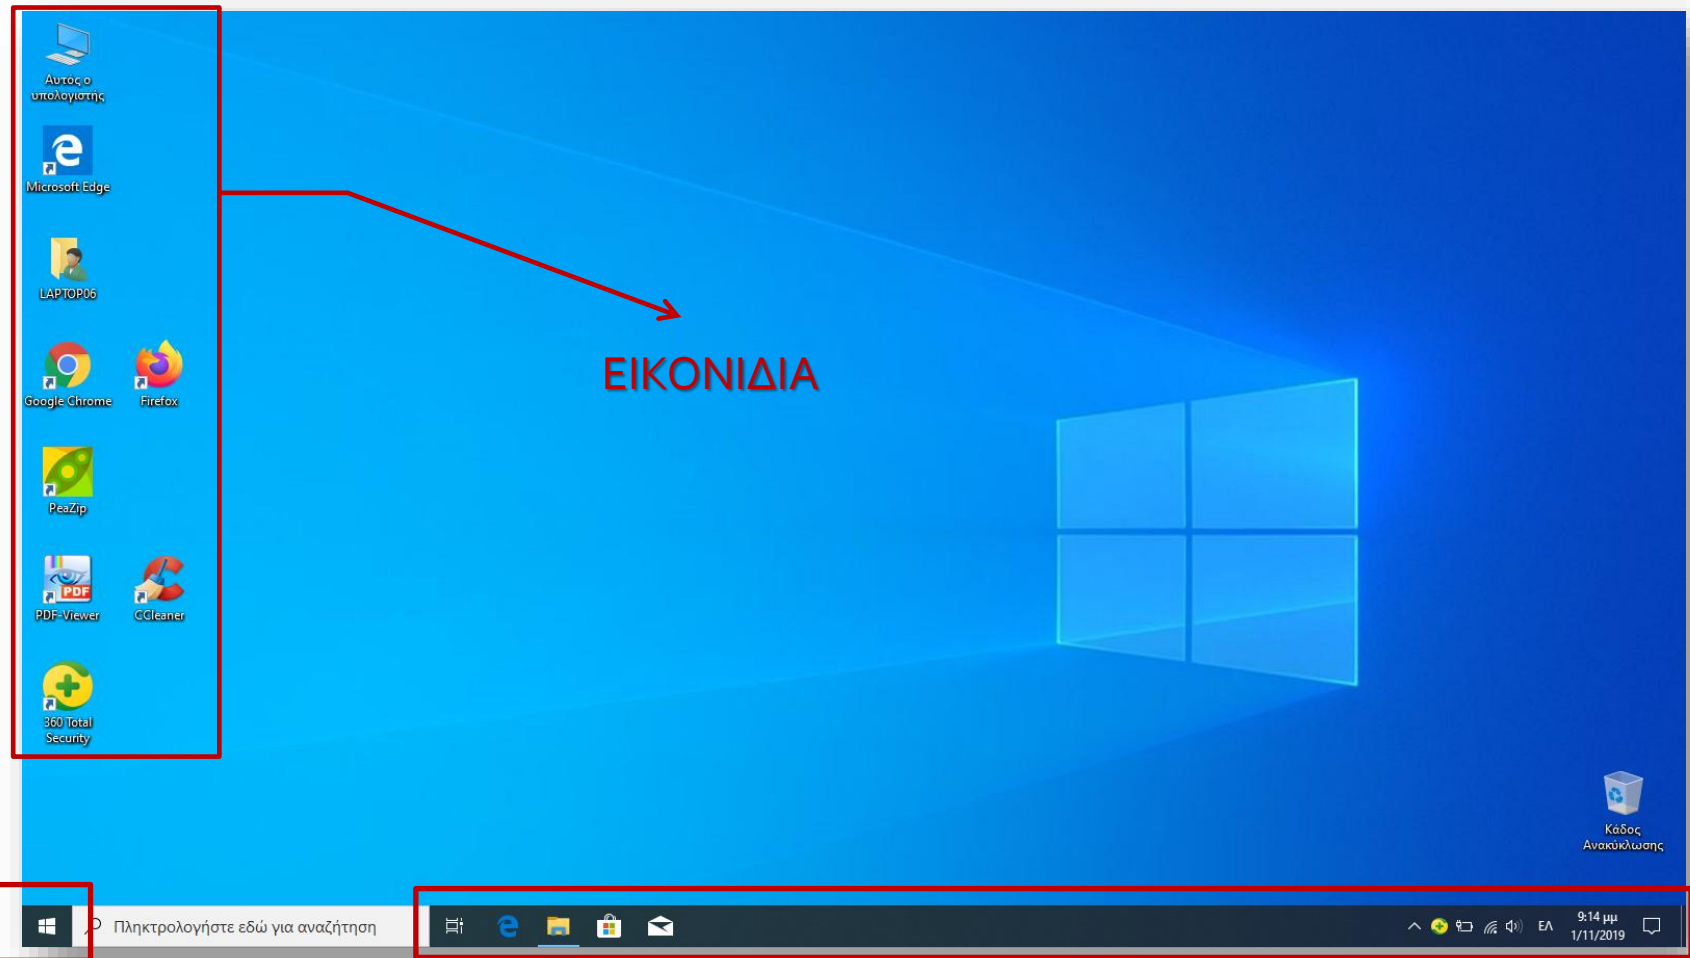 Αυτός ο
υπολογιστής
Microsoft Edge
LAPTOP06
Google Chrome
Firefox
PeaZip
PDF
PDF-Viewer
CCleaner
360 Total
Security
ΕΙΚΟΝΙΔΙΑ
Κάδος
Ανακύκλωσης
Πληκτρολογήστε εδώ για αναζήτηση
ΕΛ
9:14 μμ
1/11/2019